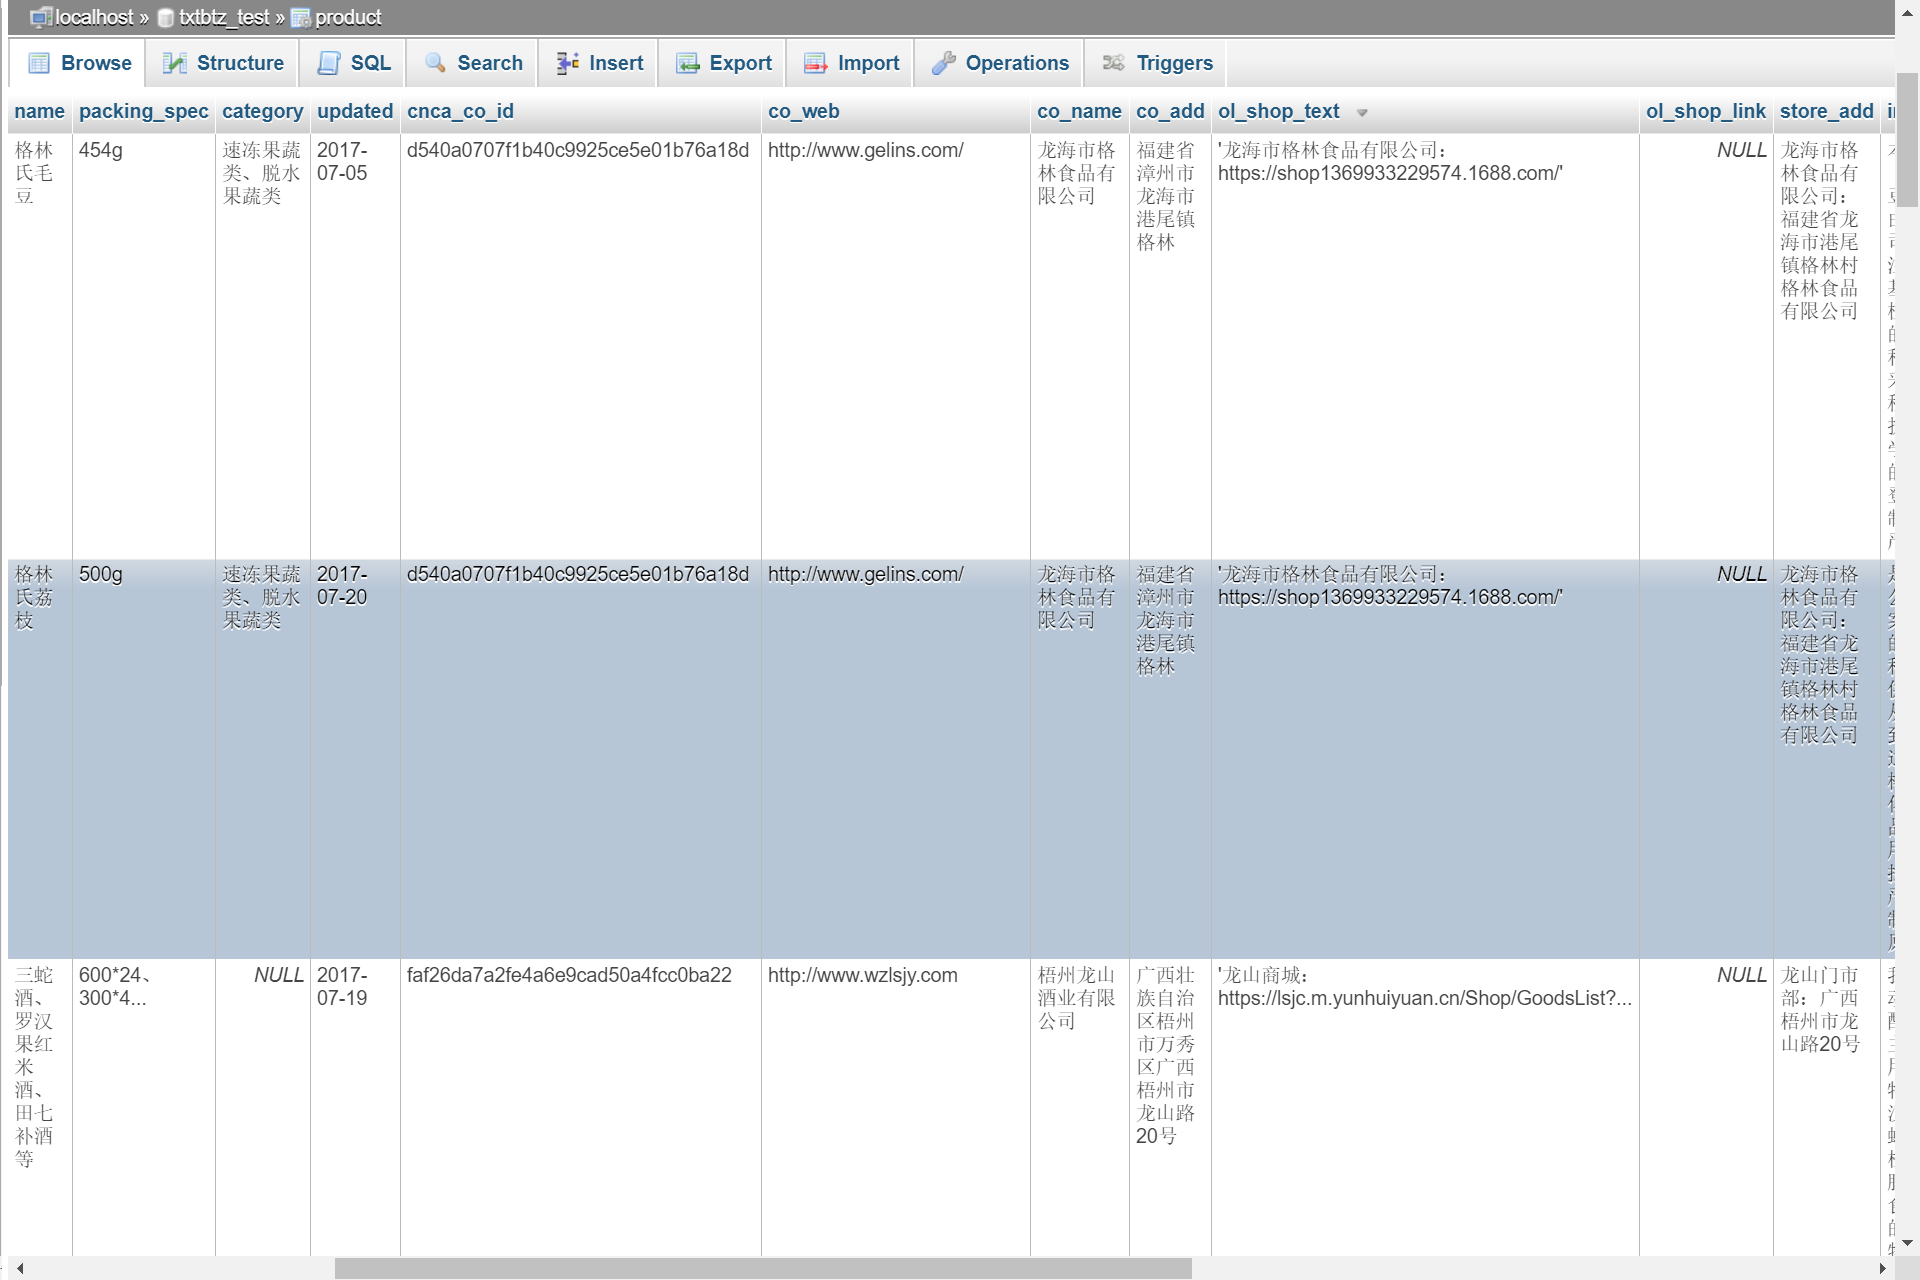 localhost » txtbtz_test » product
Browse Structure SQL Search Insert Export Import Operations Triggers
name packing_spec category updated cnca_co_id co_web co_name co_add ol_shop_text ol_shop_link store_add
格林
氏毛
豆
454g
速冻果蔬
类、脱水
果蔬类
2017-
07-05
d540a0707f1b40c9925ce5e01b76a18d
http://www.gelins.com/
龙海市格
林食品有
限公司
福建省
漳州市
龙海市
港尾镇
格林
'龙海市格林食品有限公司：
https://shop1369933229574.1688.com/'
NULL
龙海市格
林食品有
限公司：
福建省龙
海市港尾
镇格林村
格林食品
有限公司
格林
氏荔
枝
500g
速冻果蔬
类、脱水
果蔬类
2017-
07-20
d540a0707f1b40c9925ce5e01b76a18d
http://www.gelins.com/
龙海市格
林食品有
限公司
福建省
漳州市
龙海市
港尾镇
格林
'龙海市格林食品有限公司：
https://shop1369933229574.1688.com/'
NULL
龙海市格
林食品有
限公司：
福建省龙
海市港尾
镇格林村
格林食品
有限公司
三蛇
酒、
罗汉
果红
米
酒、
田七
补酒
等
600*24、
300*4...
NULL
2017-
07-19
faf26da7a2fe4a6e9cad50a4fcc0ba22
http://www.wzlsjy.com
梧州龙山
酒业有限
公司
广西壮
族自治
区梧州
市万秀
区广西
梧州市
龙山路
20号
'龙山商城：
https://lsjc.m.yunhuiyuan.cn/Shop/GoodsList?...
NULL
龙山门市
部：广西
梧州市龙
山路20号